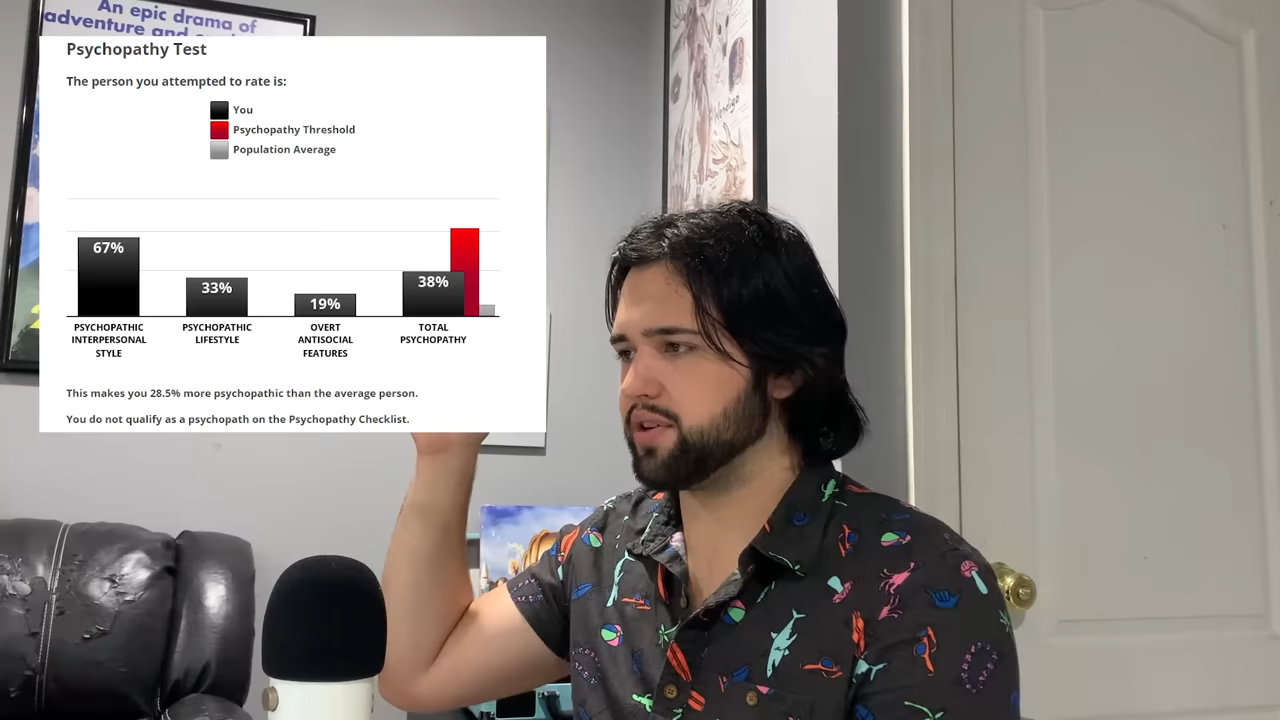 An epic drama of
adventure and
Psychopathy Test
The person you attempted to rate is:
You
Psychopathy Threshold
Population Average
67%
33%
19%
38%
PSYCHOPATHIC
INTERPERSONAL
STYLE
PSYCHOPATHIC
LIFESTYLE
OVERT
ANTISOCIAL
FEATURES
TOTAL
PSYCHOPATHY
This makes you 28.5% more psychopathic than the average person.
You do not qualify as a psychopath on the Psychopathy Checklist.
Wendigo